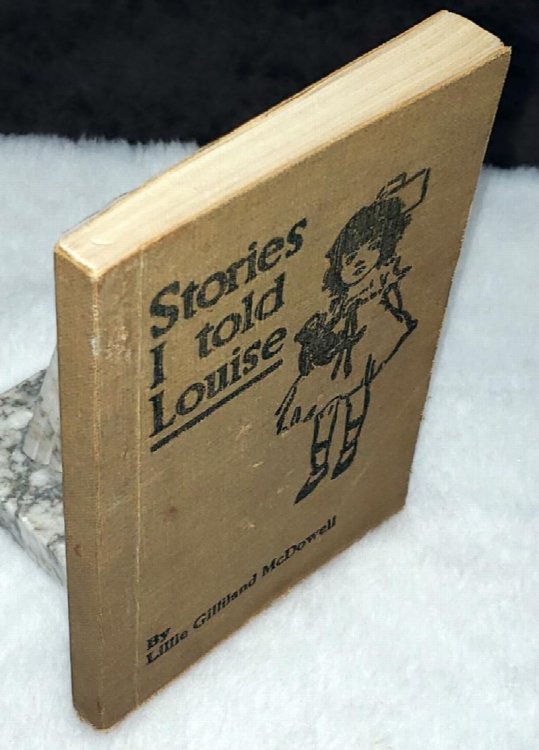 Stories
I told
Louise
By
Lillie Gilliland McDowell